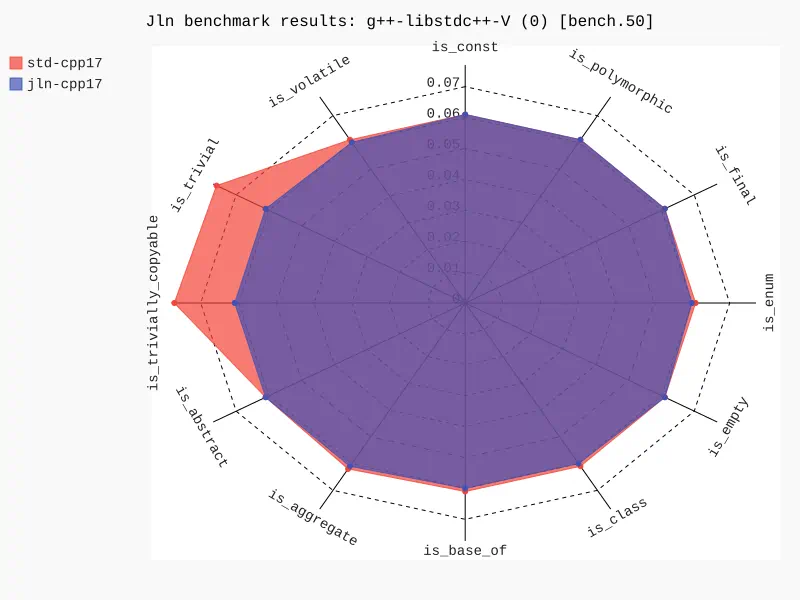 Jln benchmark results: g++-libstdc++-V (0) [bench.50]
std-cpp17
jln-cpp17
is_const
is_polymorphic
is_final
is_enum
is_empty
is_class
is_base_of
is_aggregate
is_abstract
is_trivially_copyable
is_trivial
is_volatile
0.07
0.06
0.05
0.04
0.03
0.02
0.01
0